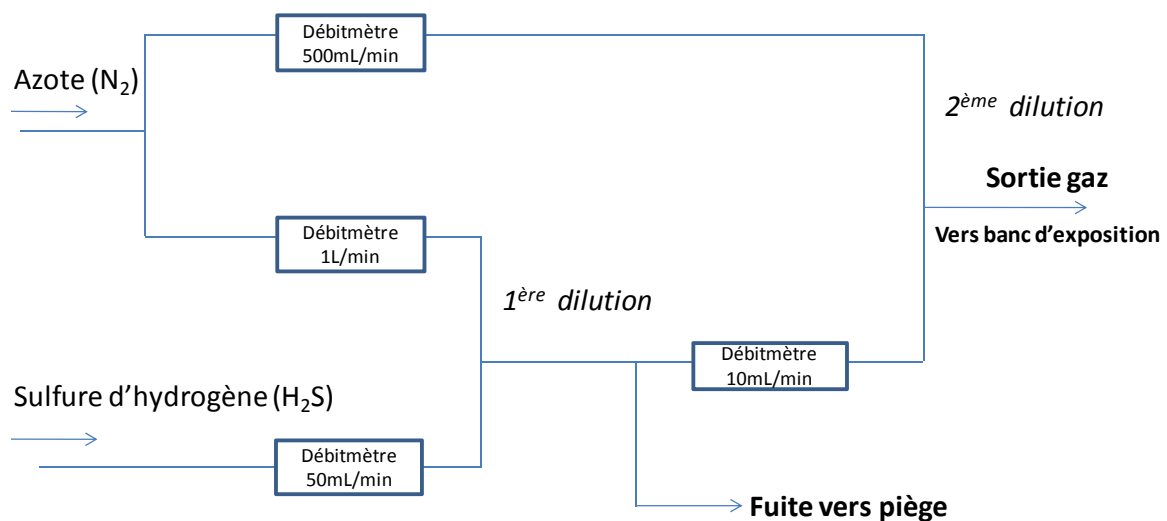 Débitmètre
500mL/min
Azote (N₂)
2ème dilution
Sortie gaz
Vers banc d'exposition
Débitmètre
1L/min
1ère dilution
Débitmètre
10mL/min
Sulfure d'hydrogène (H₂S)
Débitmètre
50mL/min
Fuite vers piège